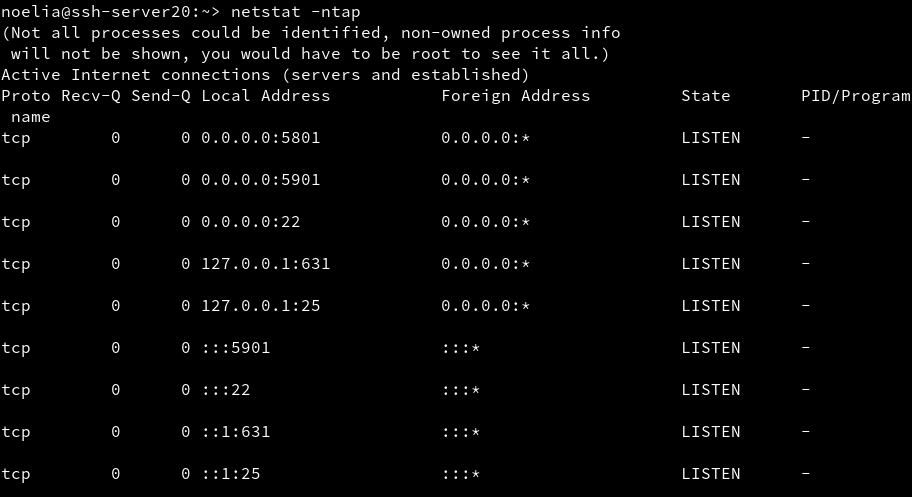 noelia@ssh-server20:~> netstat -ntap
(Not all processes could be identified, non-owned process info
 will not be shown, you would have to be root to see it all.)
Active Internet connections (servers and established)
Proto Recv-Q Send-Q Local Address           Foreign Address         State       PID/Program
 name
tcp        0      0 0.0.0.0:5801            0.0.0.0:*               LISTEN      -
tcp        0      0 0.0.0.0:5901            0.0.0.0:*               LISTEN      -
tcp        0      0 0.0.0.0:22              0.0.0.0:*               LISTEN      -
tcp        0      0 127.0.0.1:631           0.0.0.0:*               LISTEN      -
tcp        0      0 127.0.0.1:25            0.0.0.0:*               LISTEN      -
tcp        0      0 :::5901                 :::*                    LISTEN      -
tcp        0      0 :::22                   :::*                    LISTEN      -
tcp        0      0 ::1:631                 :::*                    LISTEN      -
tcp        0      0 ::1:25                  :::*                    LISTEN      -